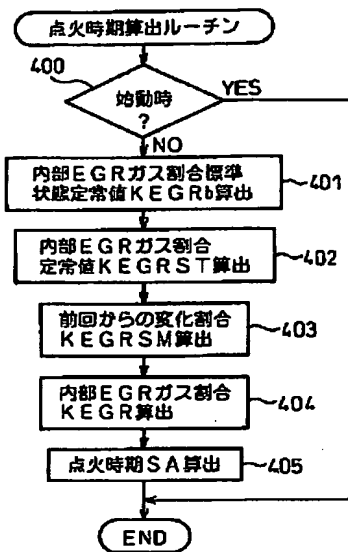 点火時期算出ルーチン
400
始動時
?
YES
NO
内部EGRガス割合標準
状態定常値KEGRb算出
401
内部EGRガス割合
定常値KEGRST算出
402
前回からの変化割合
KEGRSM算出
403
内部EGRガス割合
KEGR算出
404
点火時期SA算出
405
END